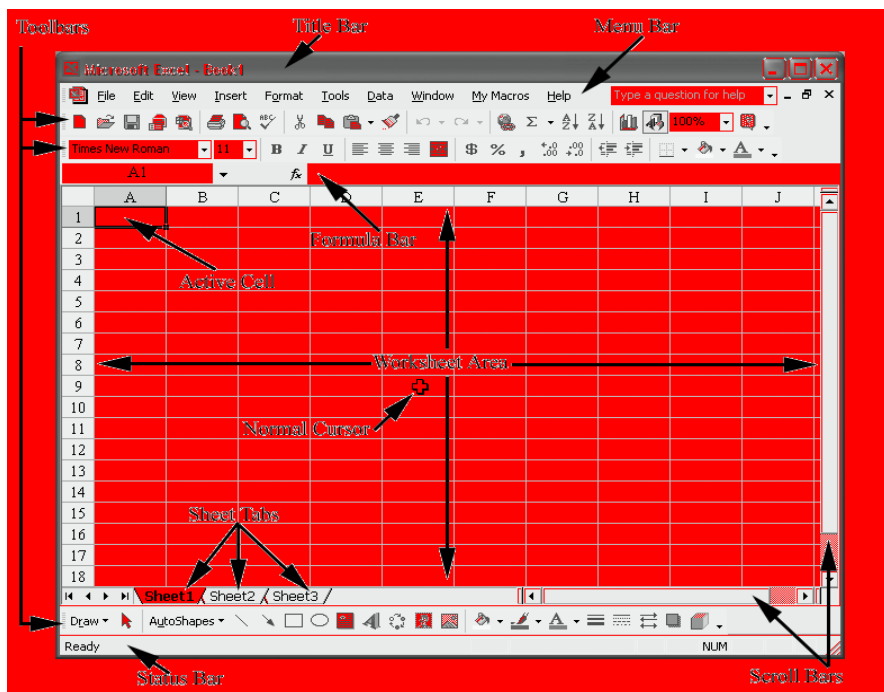 Toolbars Title Bar Menu Bar
Microsoft Excel - Book1
File Edit View Insert Format Tools Data Window My Macros Help Type a question for help
ABC Σ A Z Z A 100%
Times New Roman 11 B I U $ % , .00 A
A1 fx
A B C D E F G H I J
1
2 Formula Bar
3
4 Active Cell
5
6
7
8 Worksheet Area
9
10
11 Normal Cursor
12
13
14
15 Sheet Tabs
16
17
18
Sheet1 Sheet2 Sheet3
Draw AutoShapes A A
Ready NUM
Status Bar Scroll Bars